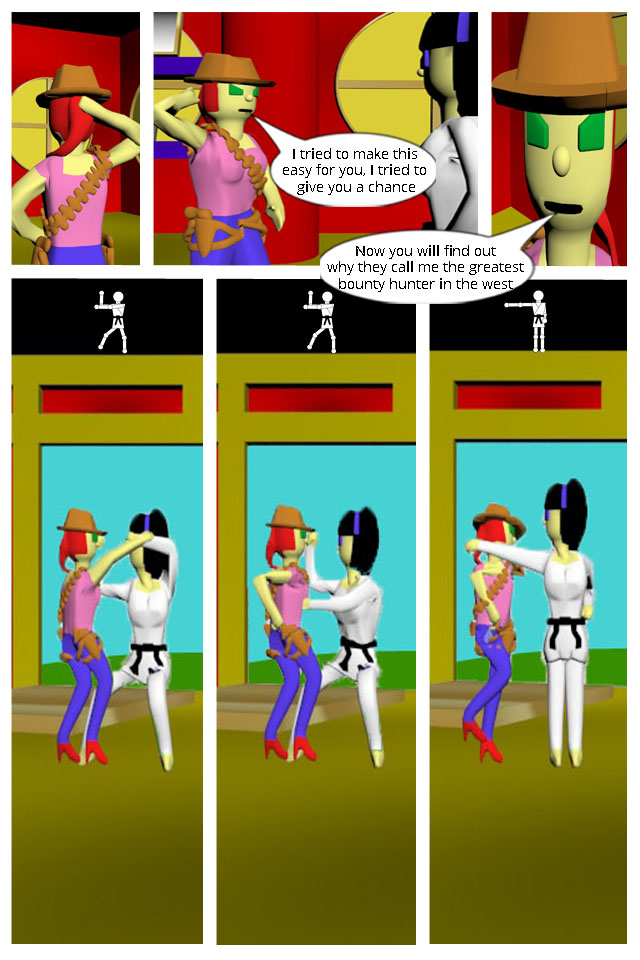 I tried to make this
easy for you, I tried to
give you a chance
Now you will find out
why they call me the greatest
bounty hunter in the west